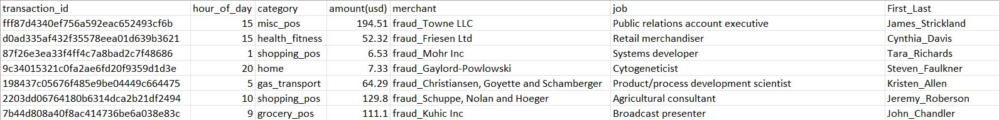 transaction_id hour_of_day category amount(usd) merchant job First_Last
fff87d4340ef756a592eac652493cf6b 15 misc_pos 194.51 fraud_Towne LLC Public relations account executive James_Strickland
d0ad335af432f35578eea01d639b3621 15 health_fitness 52.32 fraud_Friesen Ltd Retail merchandiser Cynthia_Davis
87f26e3ea33f4ff4c7a8bad2c7f48686 1 shopping_pos 6.53 fraud_Mohr Inc Systems developer Tara_Richards
9c34015321c0fa2ae6fd20f9359d1d3e 20 home 7.33 fraud_Gaylord-Powlowski Cytogeneticist Steven_Faulkner
198437c05676f485e9be04449c664475 5 gas_transport 64.29 fraud_Christiansen, Goyette and Schamberger Product/process development scientist Kristen_Allen
2203dd06764180b6314dca2b21df2494 10 shopping_pos 129.8 fraud_Schuppe, Nolan and Hoeger Agricultural consultant Jeremy_Roberson
7b44d808a40f8ac414736be6a038e83c 9 grocery_pos 111.1 fraud_Kuhic Inc Broadcast presenter John_Chandler